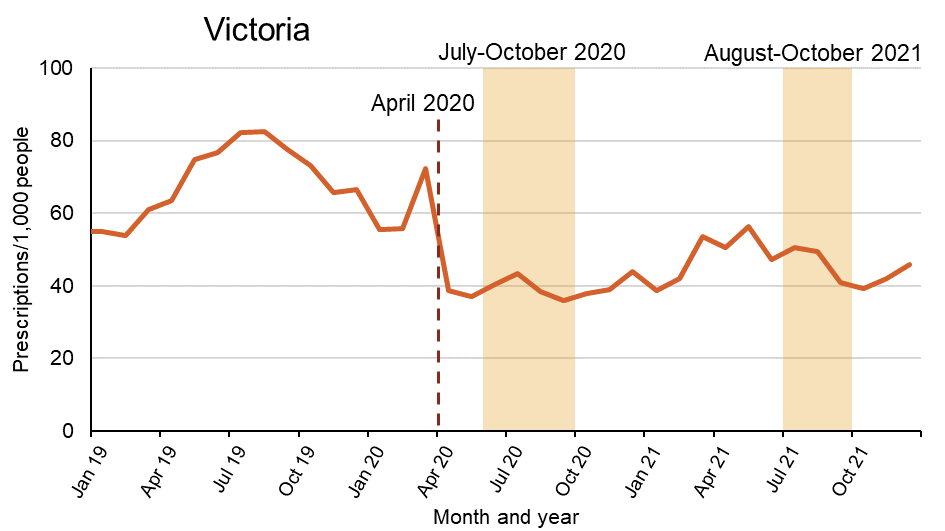 Victoria
July-October 2020
August-October 2021
April 2020
Prescriptions/1,000 people
100
80
60
40
20
0
Jan 19
Apr 19
Jul 19
Oct 19
Jan 20
Apr 20
Jul 20
Oct 20
Jan 21
Apr 21
Jul 21
Oct 21
Month and year